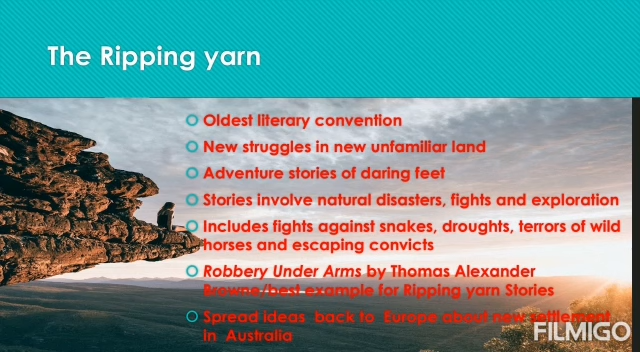 The Ripping yarn
Oldest literary convention
New struggles in new unfamiliar land
Adventure stories of daring feet
Stories involve natural disasters, fights and exploration
Includes fights against snakes, droughts, terrors of wild
horses and escaping convicts
Robbery Under Arms by Thomas Alexander
Browne/best example for Ripping yarn Stories
Spread ideas back to Europe about new settlement
in Australia
FILMIGO